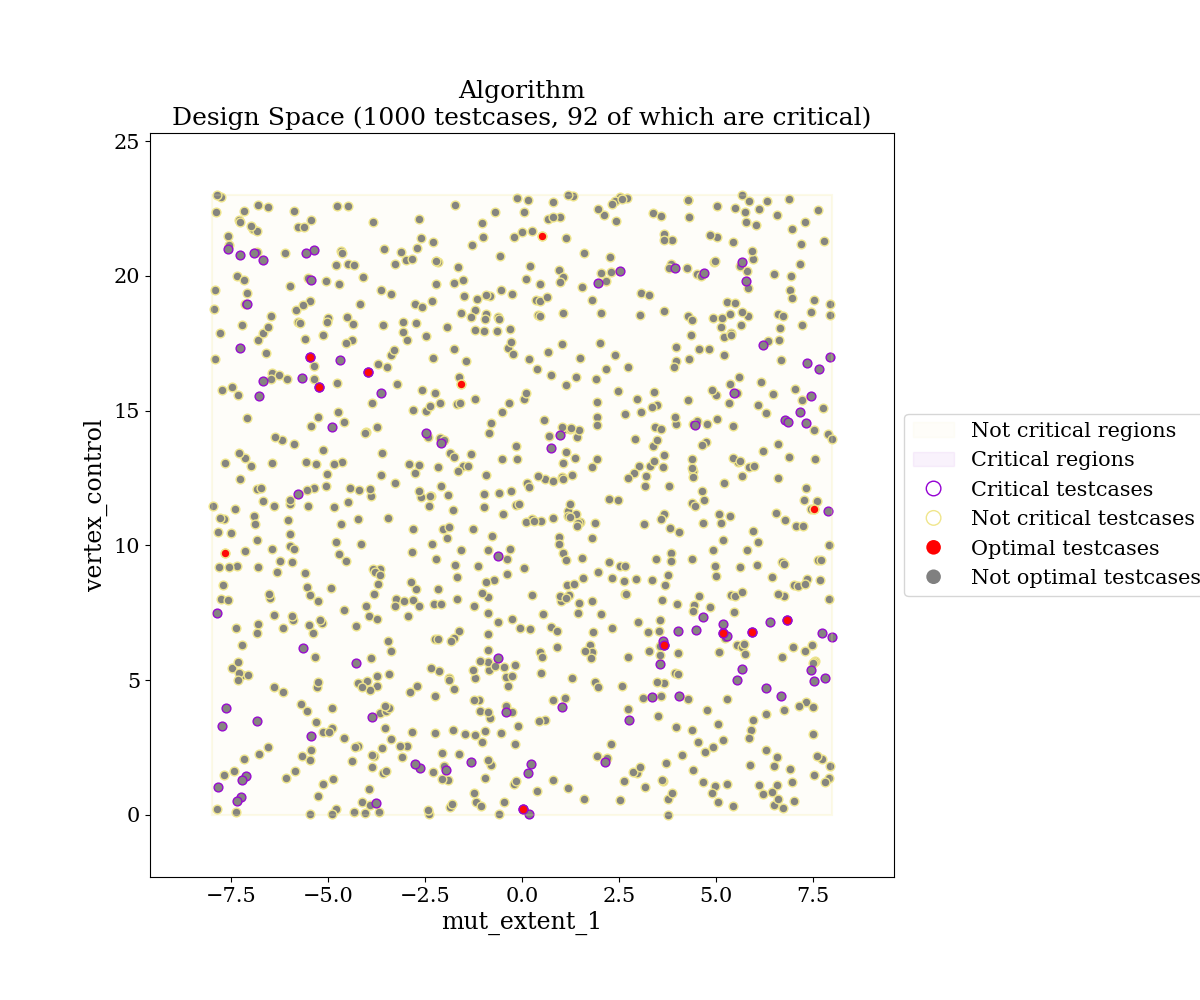 Algorithm
Design Space (1000 testcases, 92 of which are critical)
25
20
15
10
5
0
vertex_control
−7.5
−5.0
−2.5
0.0
2.5
5.0
7.5
mut_extent_1
Not critical regions
Critical regions
Critical testcases
Not critical testcases
Optimal testcases
Not optimal testcases